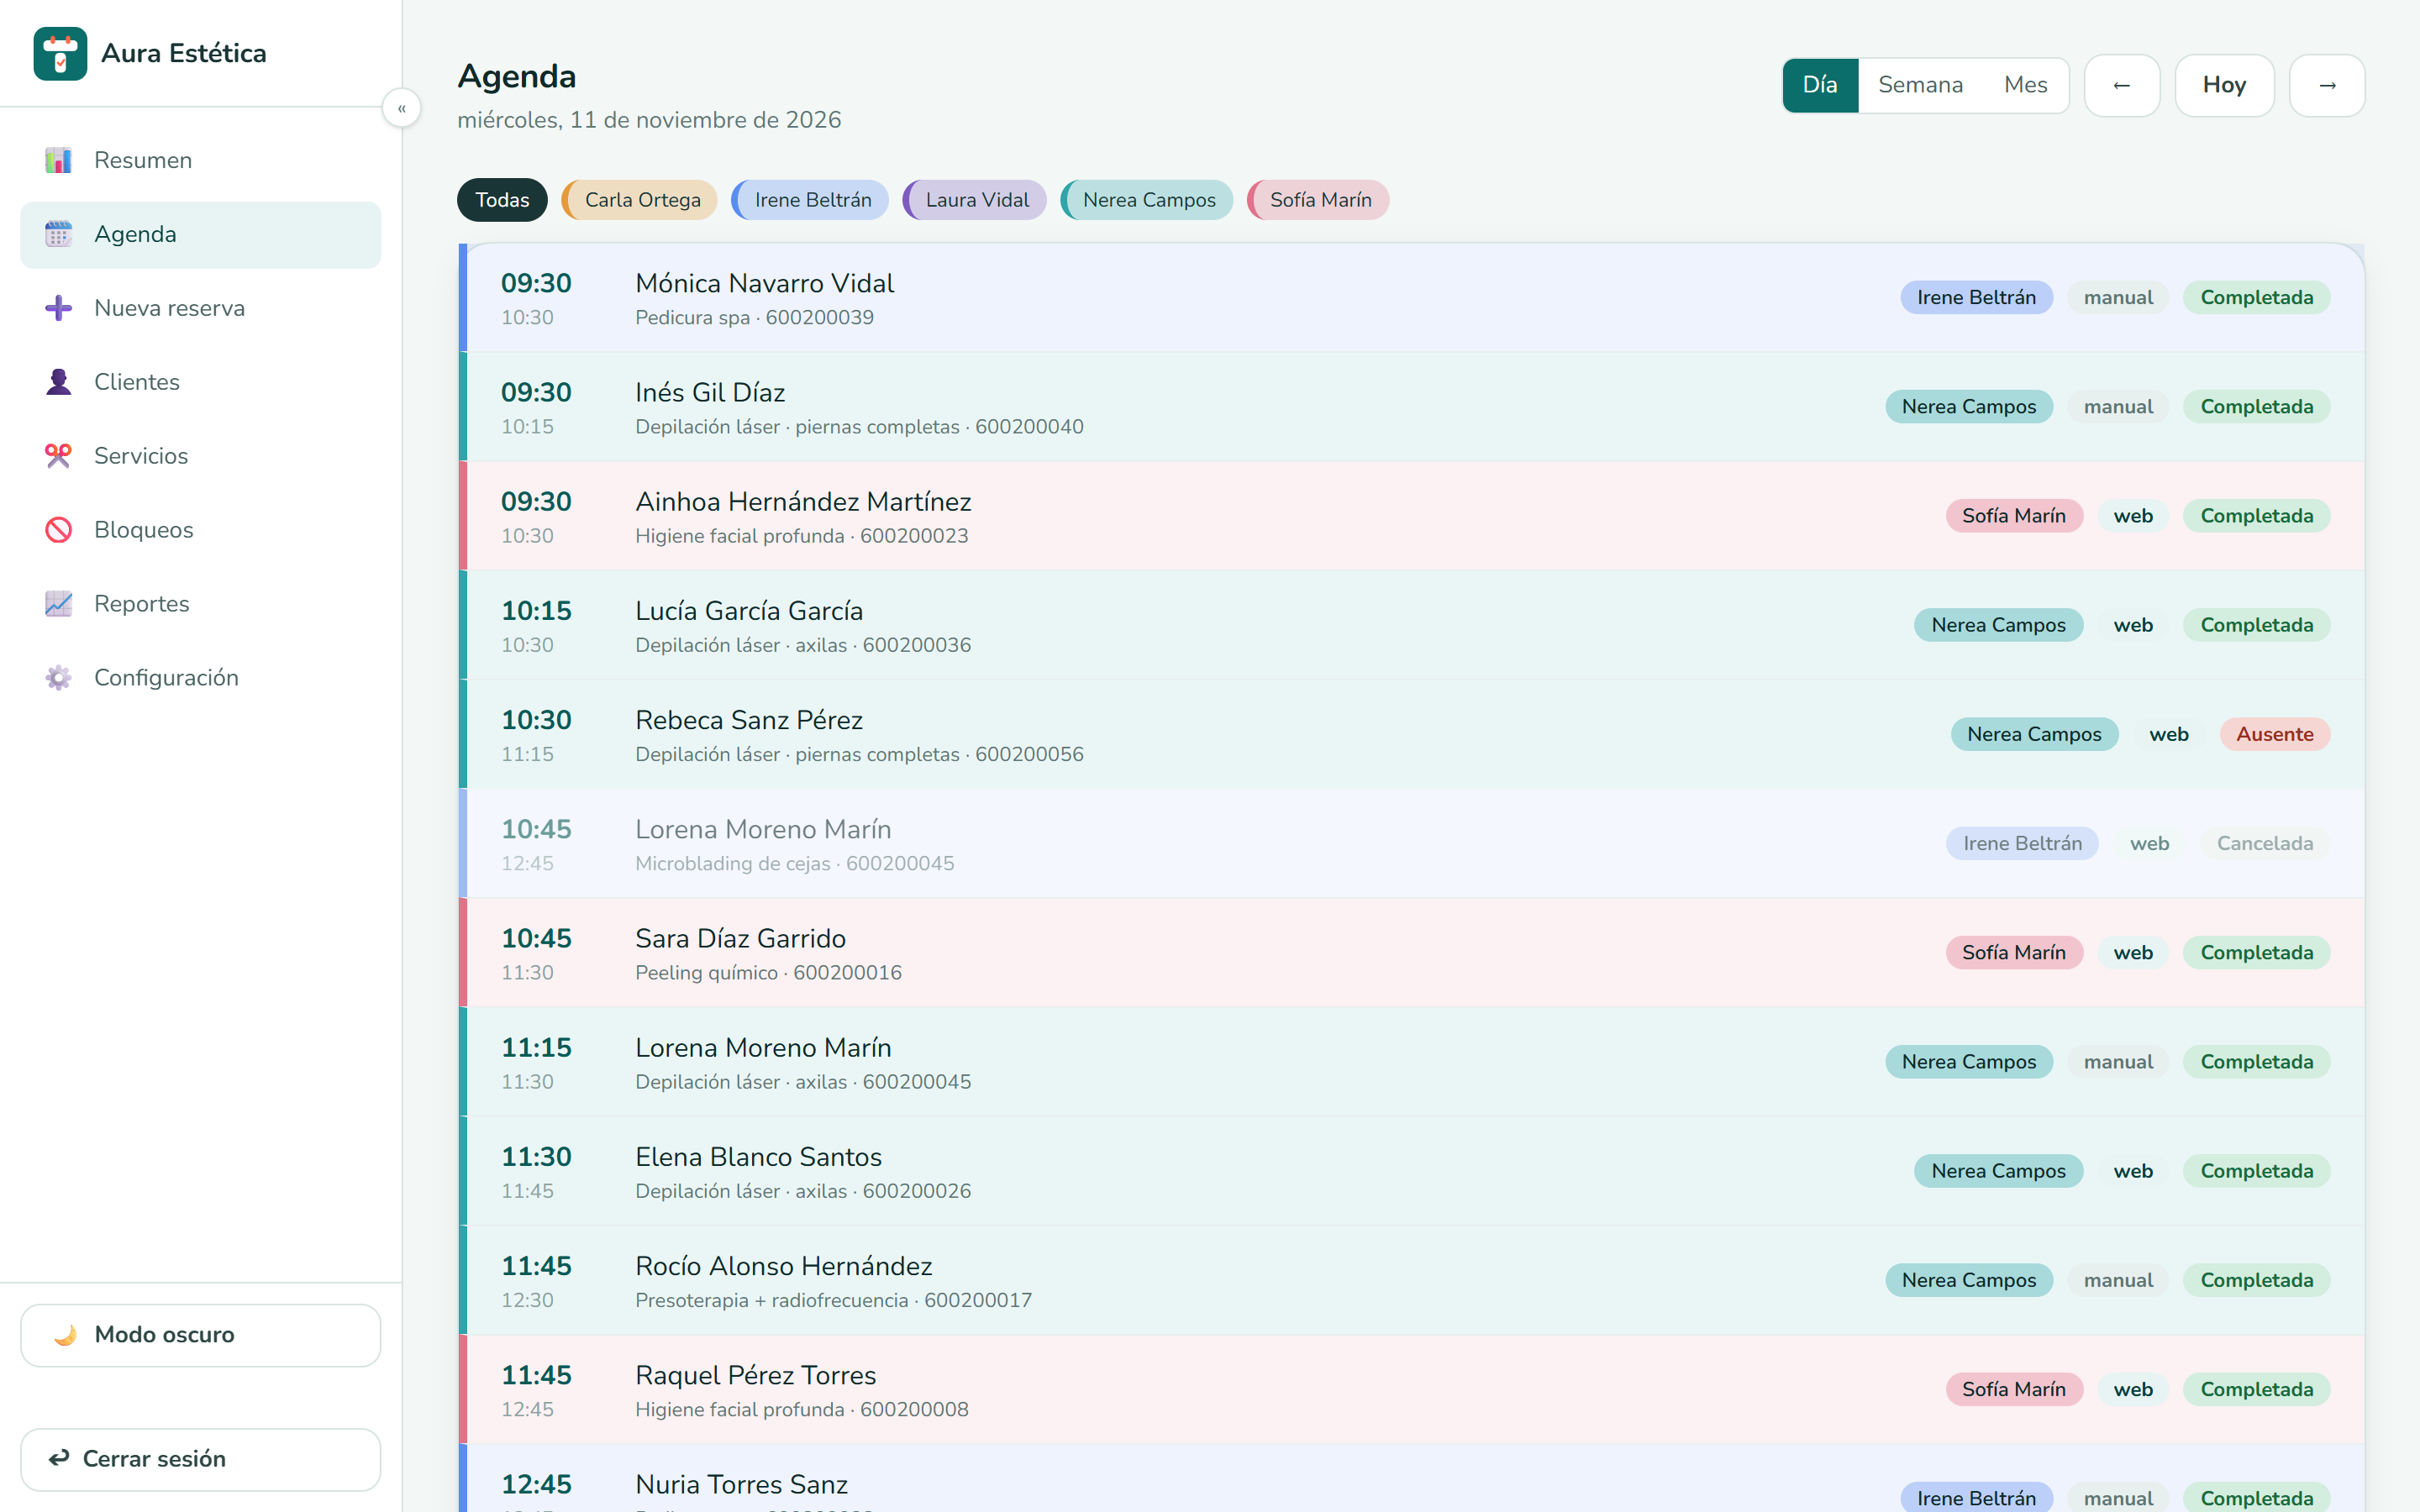 Aura Estética
«
Resumen
Agenda
Nueva reserva
Clientes
Servicios
Bloqueos
Reportes
Configuración
Modo oscuro
Cerrar sesión
Agenda
miércoles, 11 de noviembre de 2026
Día Semana Mes ← Hoy →
Todas Carla Ortega Irene Beltrán Laura Vidal Nerea Campos Sofía Marín
09:30 Mónica Navarro Vidal Irene Beltrán manual Completada
10:30 Pedicura spa · 600200039
09:30 Inés Gil Díaz Nerea Campos manual Completada
10:15 Depilación láser · piernas completas · 600200040
09:30 Ainhoa Hernández Martínez Sofía Marín web Completada
10:30 Higiene facial profunda · 600200023
10:15 Lucía García García Nerea Campos web Completada
10:30 Depilación láser · axilas · 600200036
10:30 Rebeca Sanz Pérez Nerea Campos web Ausente
11:15 Depilación láser · piernas completas · 600200056
10:45 Lorena Moreno Marín Irene Beltrán web Cancelada
12:45 Microblading de cejas · 600200045
10:45 Sara Díaz Garrido Sofía Marín web Completada
11:30 Peeling químico · 600200016
11:15 Lorena Moreno Marín Nerea Campos manual Completada
11:30 Depilación láser · axilas · 600200045
11:30 Elena Blanco Santos Nerea Campos web Completada
11:45 Depilación láser · axilas · 600200026
11:45 Rocío Alonso Hernández Nerea Campos manual Completada
12:30 Presoterapia + radiofrecuencia · 600200017
11:45 Raquel Pérez Torres Sofía Marín web Completada
12:45 Higiene facial profunda · 600200008
12:45 Nuria Torres Sanz Irene Beltrán manual Completada